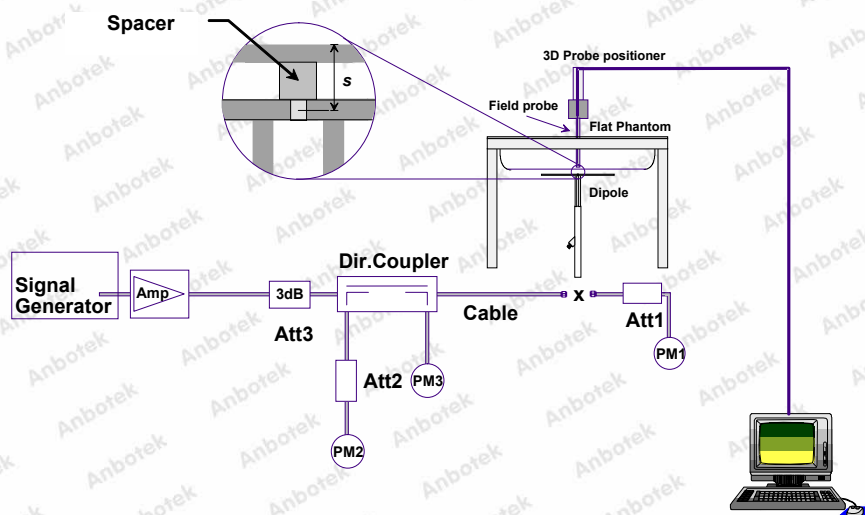 Spacer
s
3D Probe positioner
Field probe
Flat Phantom
Dipole
Signal
Generator
Amp
3dB
Att3
Dir.Coupler
Cable
x
Att1
PM1
Att2
PM3
PM2
Anbotek